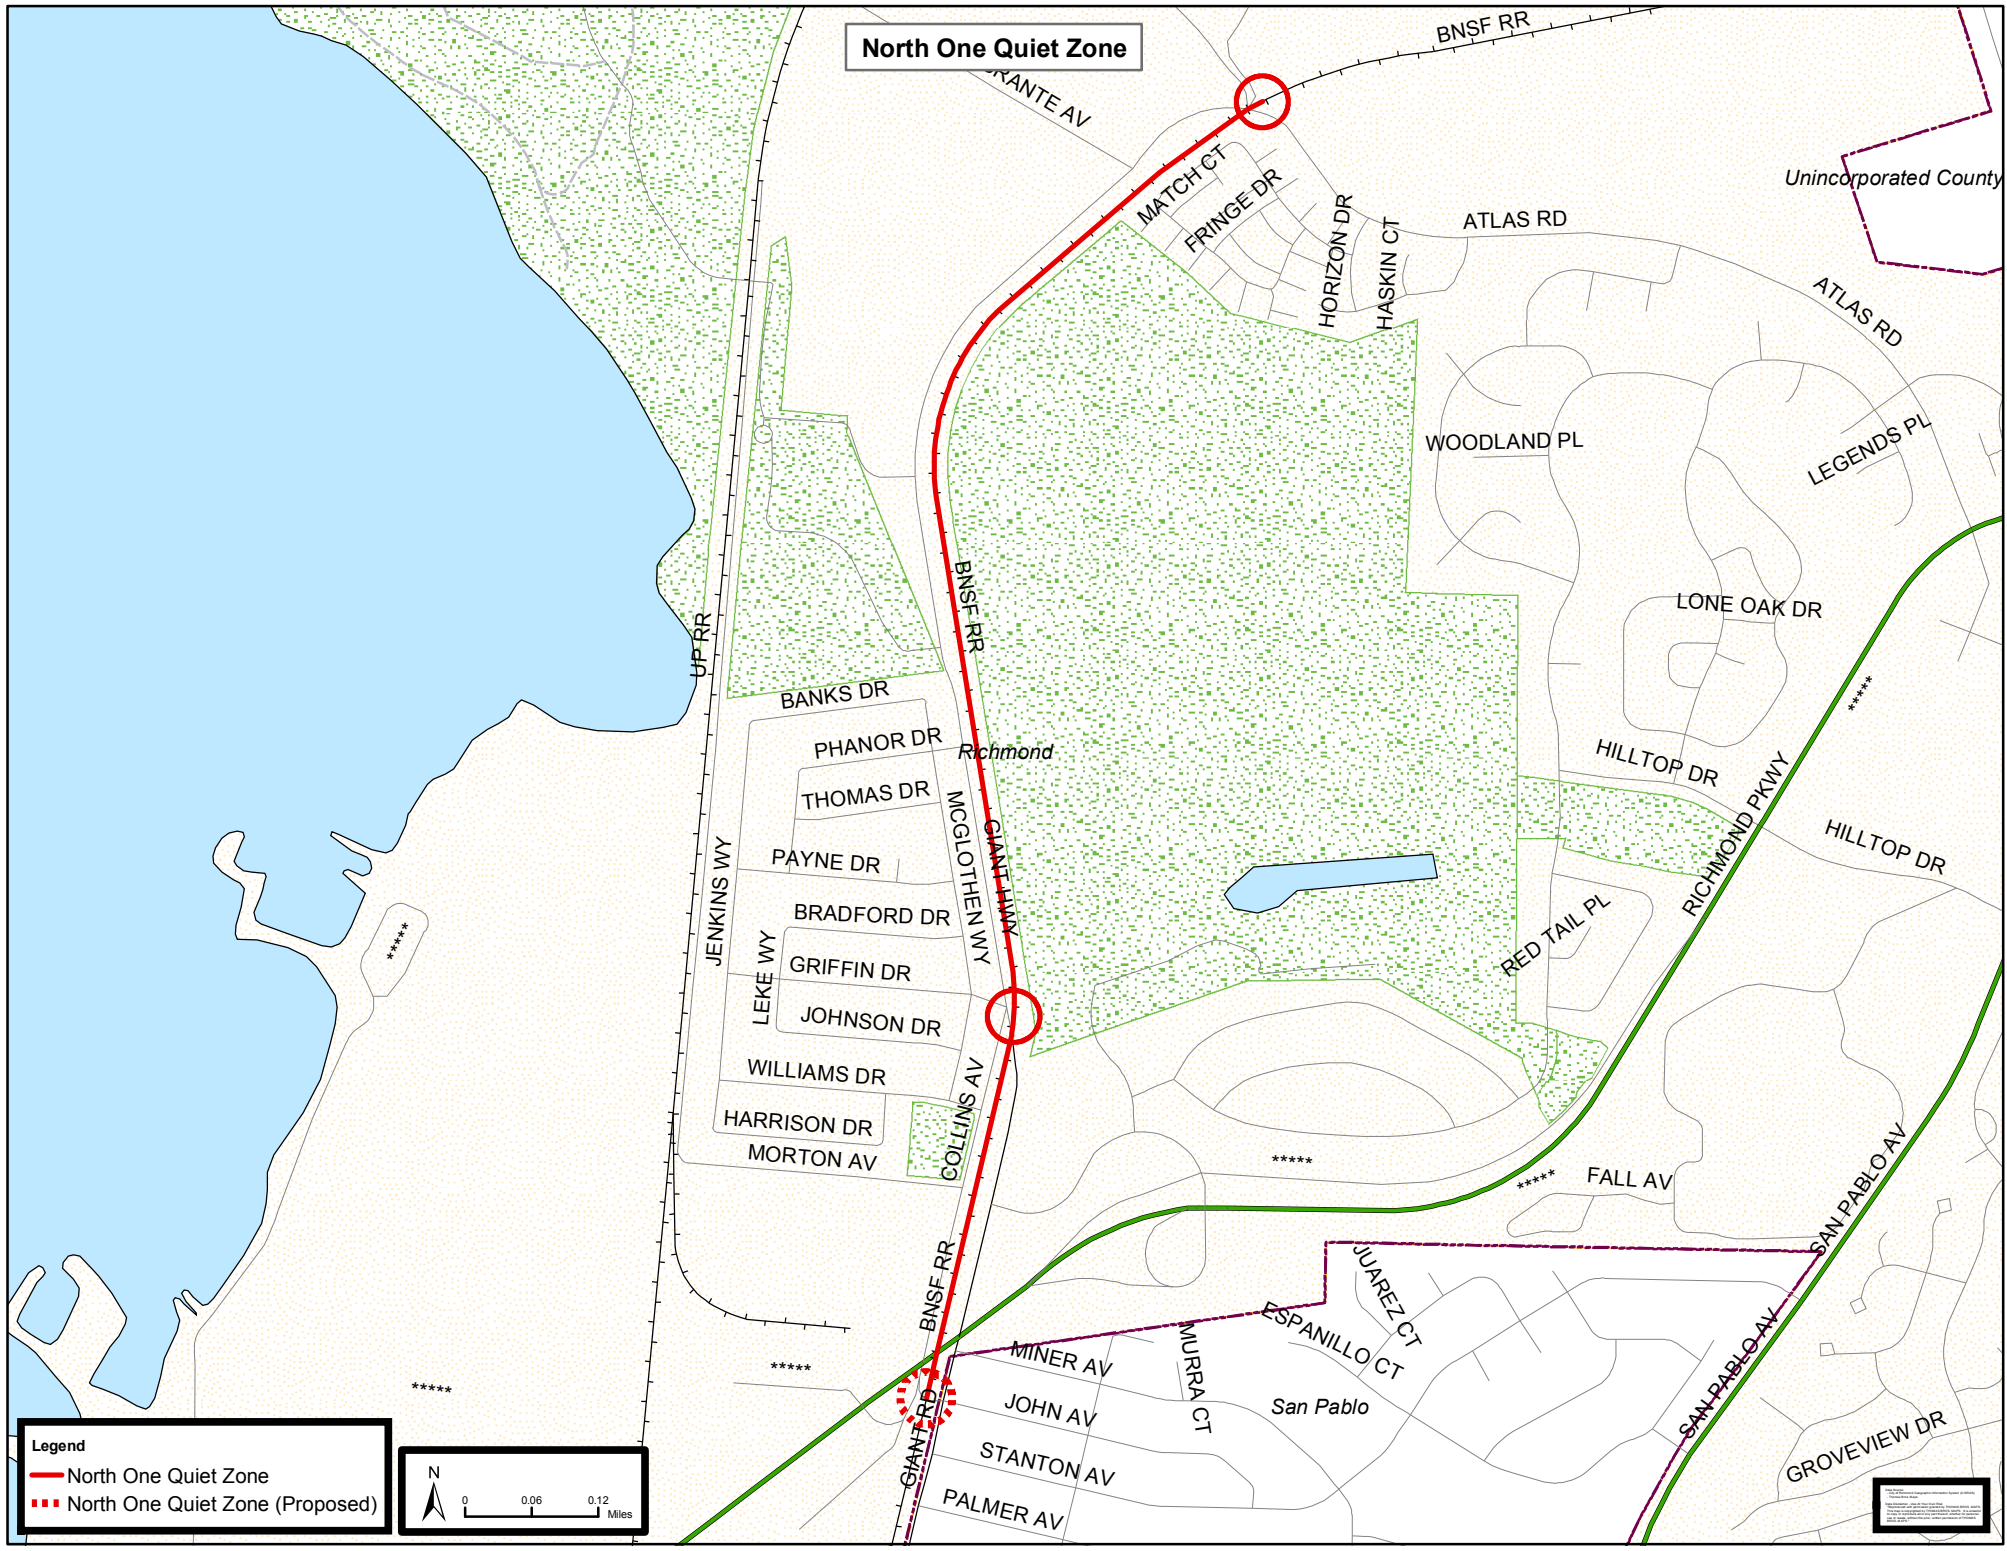 North One Quiet Zone
BNSF RR
RANTE AV
MATCH CT
FRINGE DR
HORIZON DR
HASKIN CT
ATLAS RD
Unincorporated County
ATLAS RD
WOODLAND PL
LEGENDS PL
BNSF RR
UP RR
LONE OAK DR
BANKS DR
PHANOR DR
Richmond
THOMAS DR
HILLTOP DR
*****
RICHMOND PKWY
HILLTOP DR
MCGLOTHEN WY
GIANT HWY
PAYNE DR
JENKINS WY
BRADFORD DR
LEKE WY
GRIFFIN DR
JOHNSON DR
RED TAIL PL
*****
WILLIAMS DR
COLLINS AV
HARRISON DR
MORTON AV
*****
*****
FALL AV
SAN PABLO AV
BNSF RR
JUAREZ CT
ESPANILLO CT
MURRA CT
MINER AV
SAN PABLO AV
*****
*****
JOHN AV
San Pablo
GIANT RD
STANTON AV
GROVEVIEW DR
PALMER AV
Legend
North One Quiet Zone
North One Quiet Zone (Proposed)
N
0 0.06 0.12
Miles